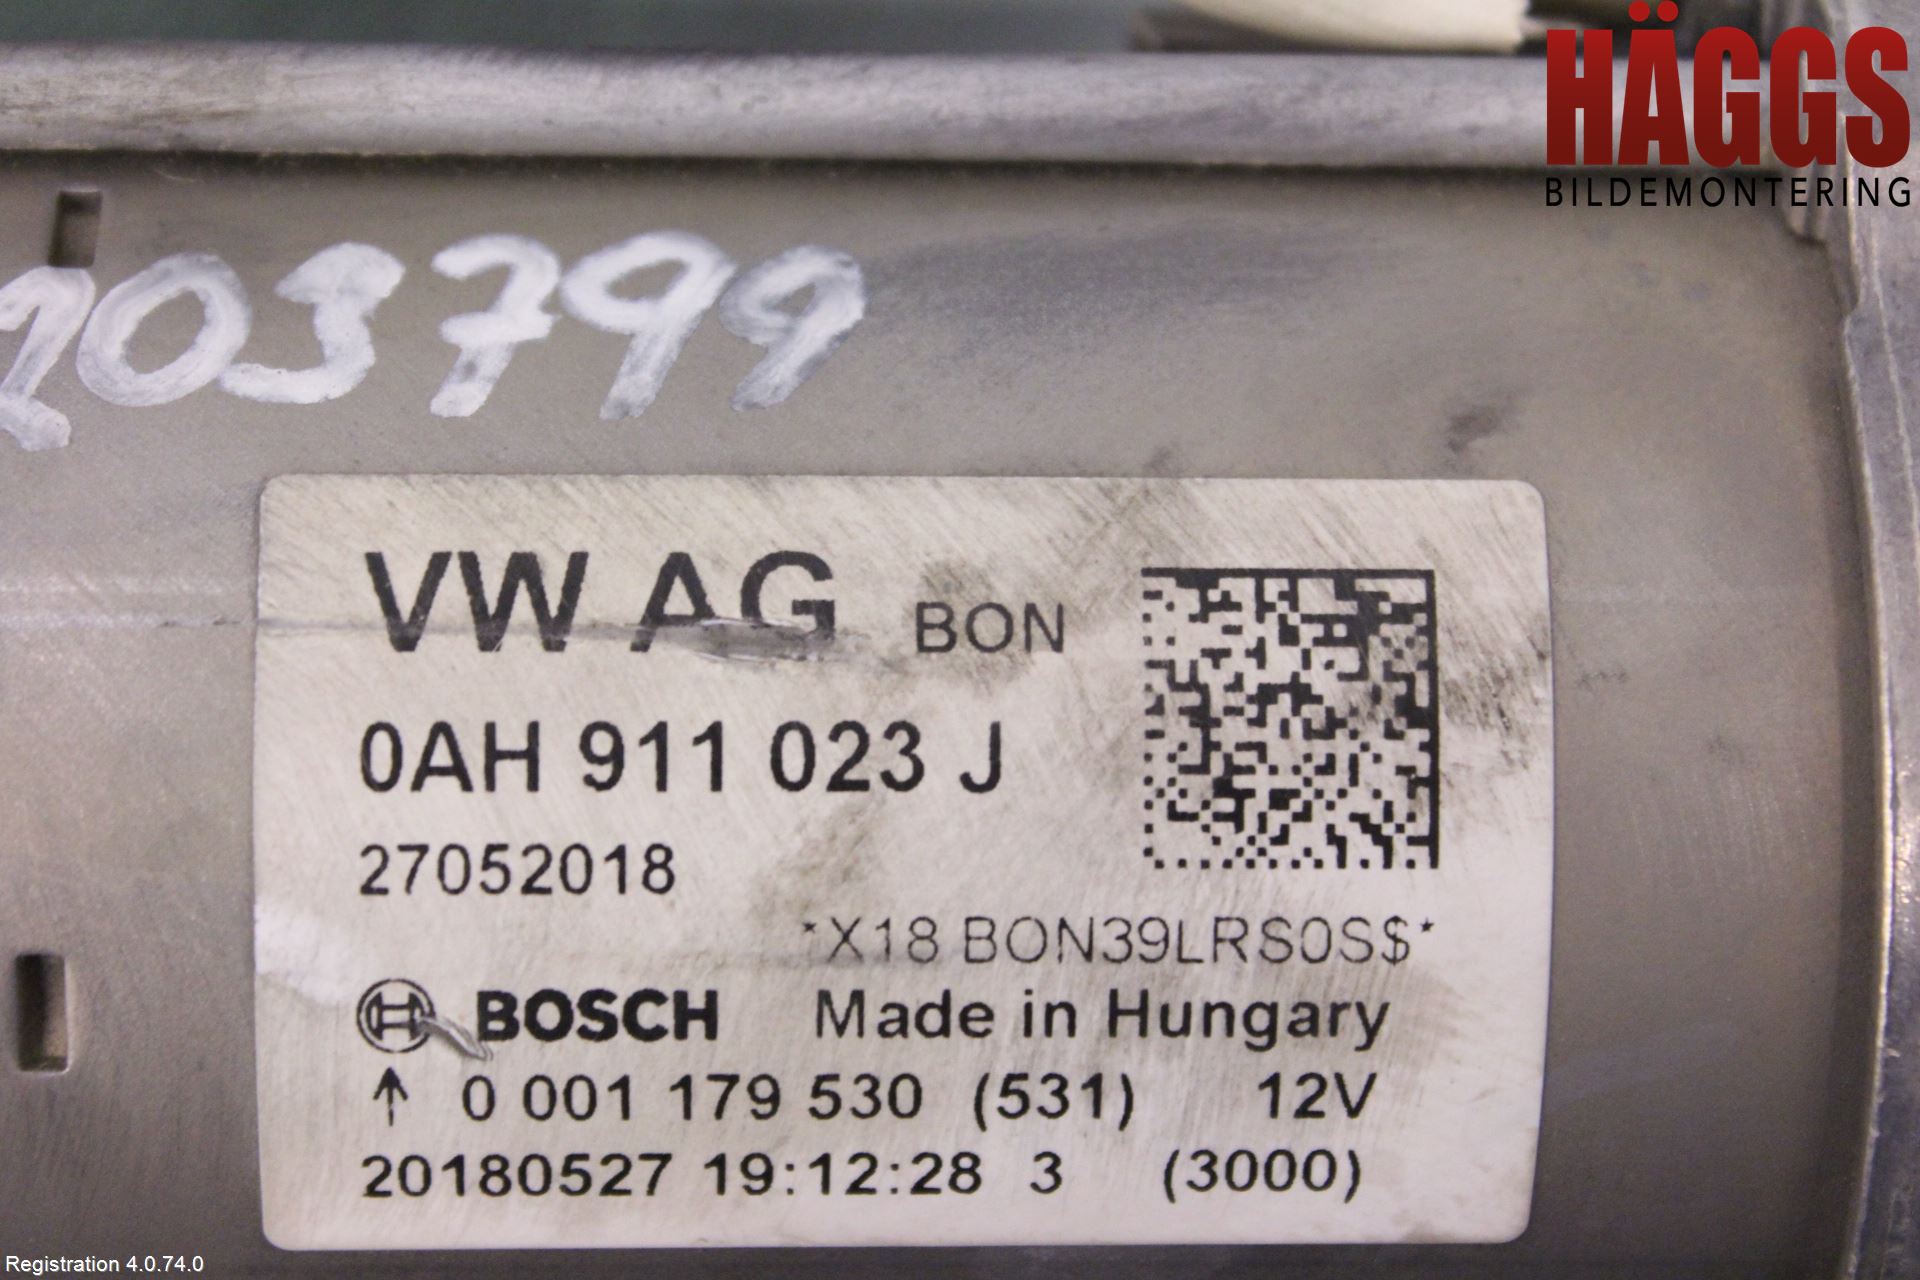 HÄGGS
BILDEMONTERING
203799
VW AG BON
0AH 911 023 J
27052018
*X18 BON39LRS0S$*
BOSCH Made in Hungary
↑ 0 001 179 530 (531) 12V
20180527 19:12:28 3 (3000)
Registration 4.0.74.0